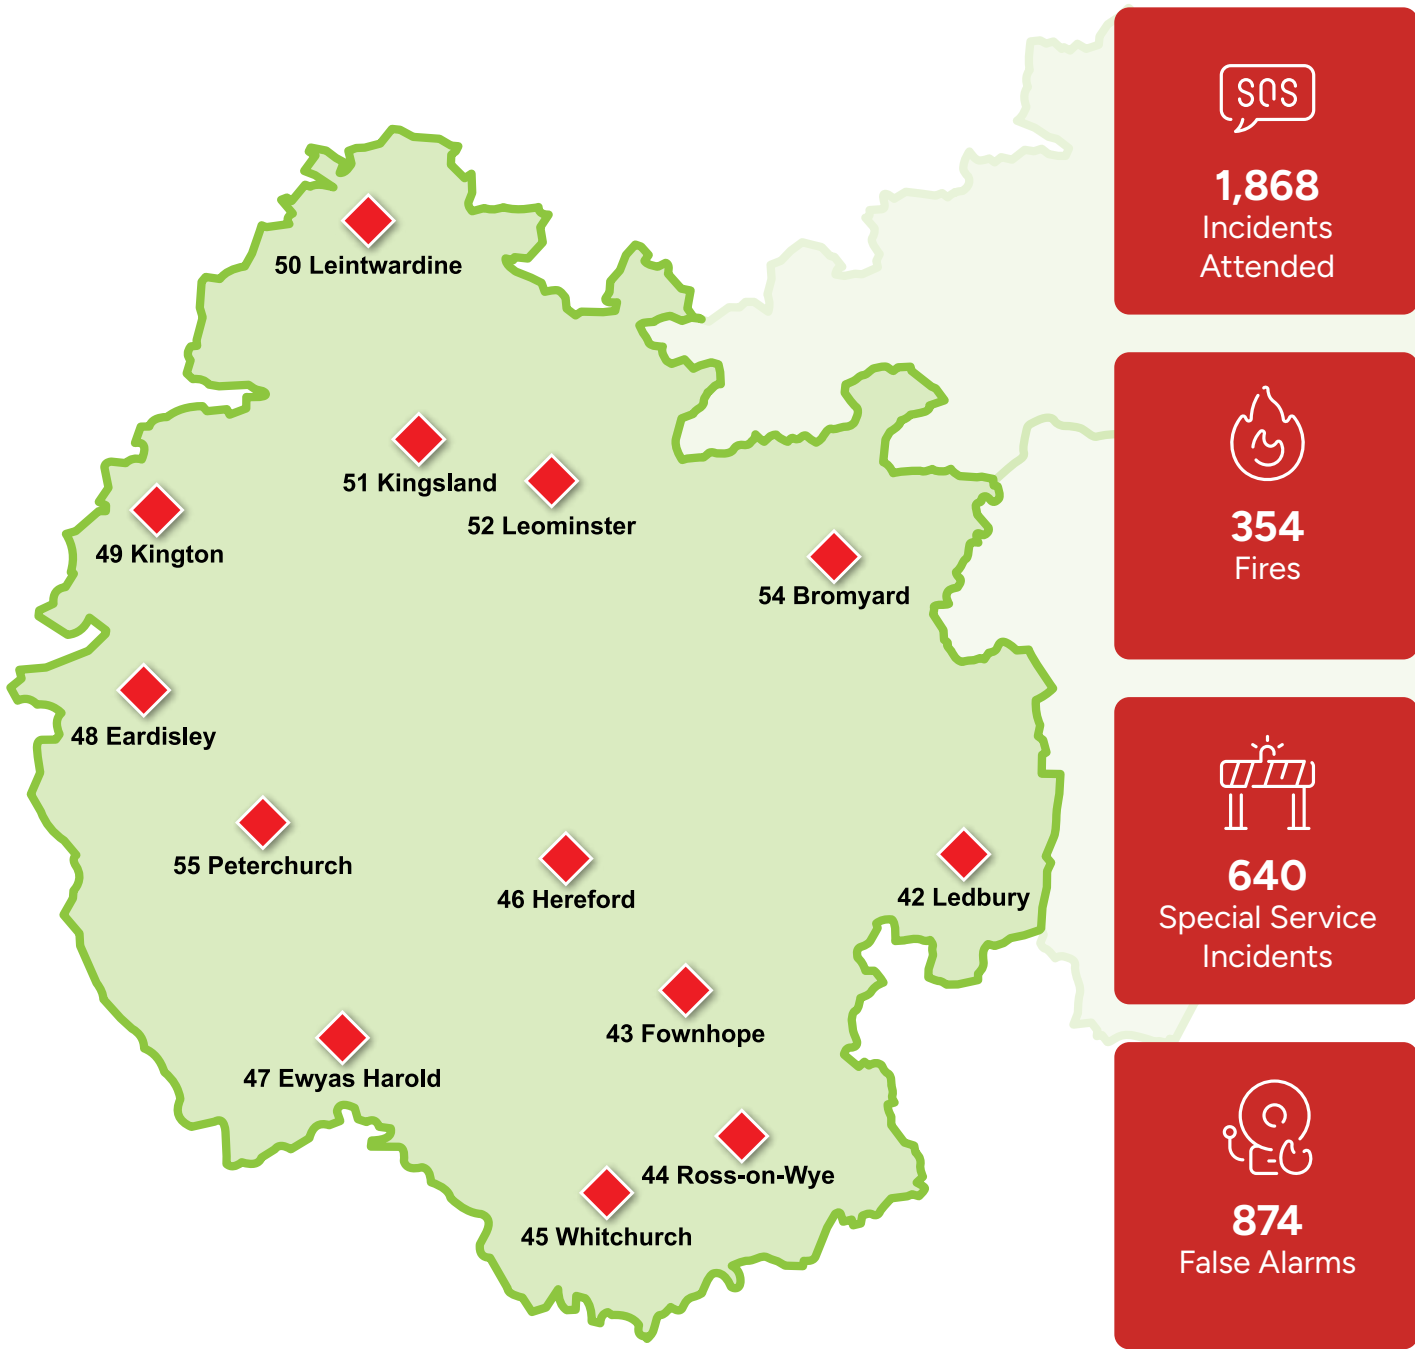 50 Leintwardine
51 Kingsland
52 Leominster
49 Kington
54 Bromyard
48 Eardisley
55 Peterchurch
46 Hereford
42 Ledbury
43 Fownhope
47 Ewyas Harold
44 Ross-on-Wye
45 Whitchurch
SOS
1,868
Incidents
Attended
354
Fires
640
Special Service
Incidents
874
False Alarms